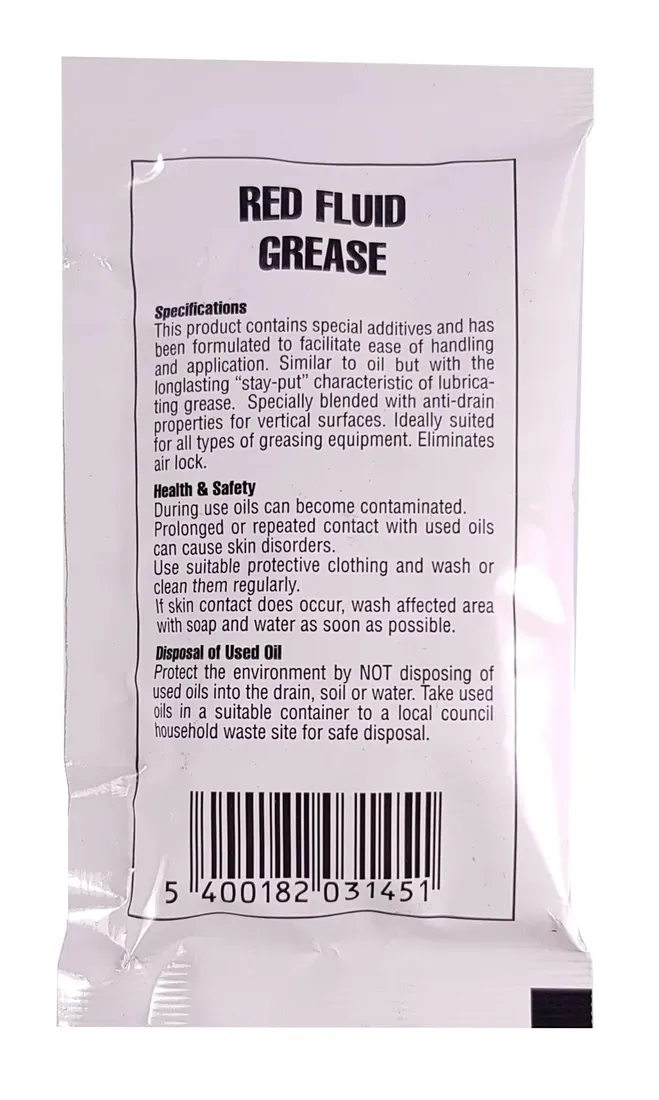 RED FLUID
GREASE
Specifications
This product contains special additives and has
been formulated to facilitate ease of handling
and application. Similar to oil but with the
longlasting “stay-put” characteristic of lubrica-
ting grease. Specially blended with anti-drain
properties for vertical surfaces. Ideally suited
for all types of greasing equipment. Eliminates
air lock.
Health & Safety
During use oils can become contaminated.
Prolonged or repeated contact with used oils
can cause skin disorders.
Use suitable protective clothing and wash or
clean them regularly.
If skin contact does occur, wash affected area
with soap and water as soon as possible.
Disposal of Used Oil
Protect the environment by NOT disposing of
used oils into the drain, soil or water. Take used
oils in a suitable container to a local council
household waste site for safe disposal.
5 400182 031451